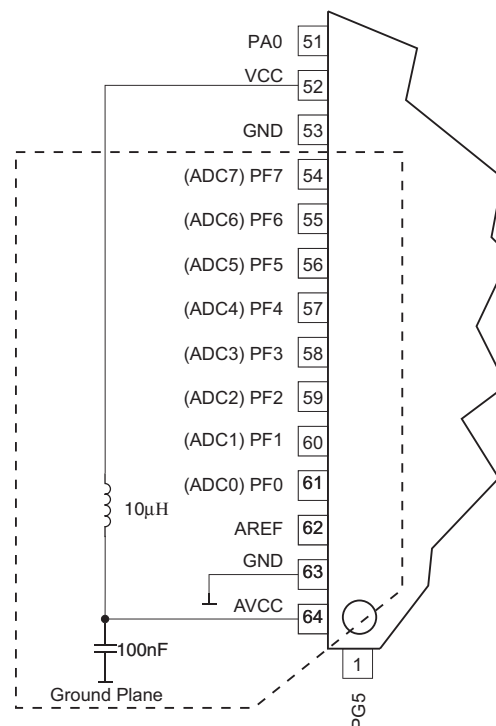 PA0 51
VCC 52
GND 53
(ADC7) PF7 54
(ADC6) PF6 55
(ADC5) PF5 56
(ADC4) PF4 57
(ADC3) PF3 58
(ADC2) PF2 59
(ADC1) PF1 60
(ADC0) PF0 61
10μH
AREF 62
GND 63
AVCC 64
100nF
Ground Plane
1
PG5